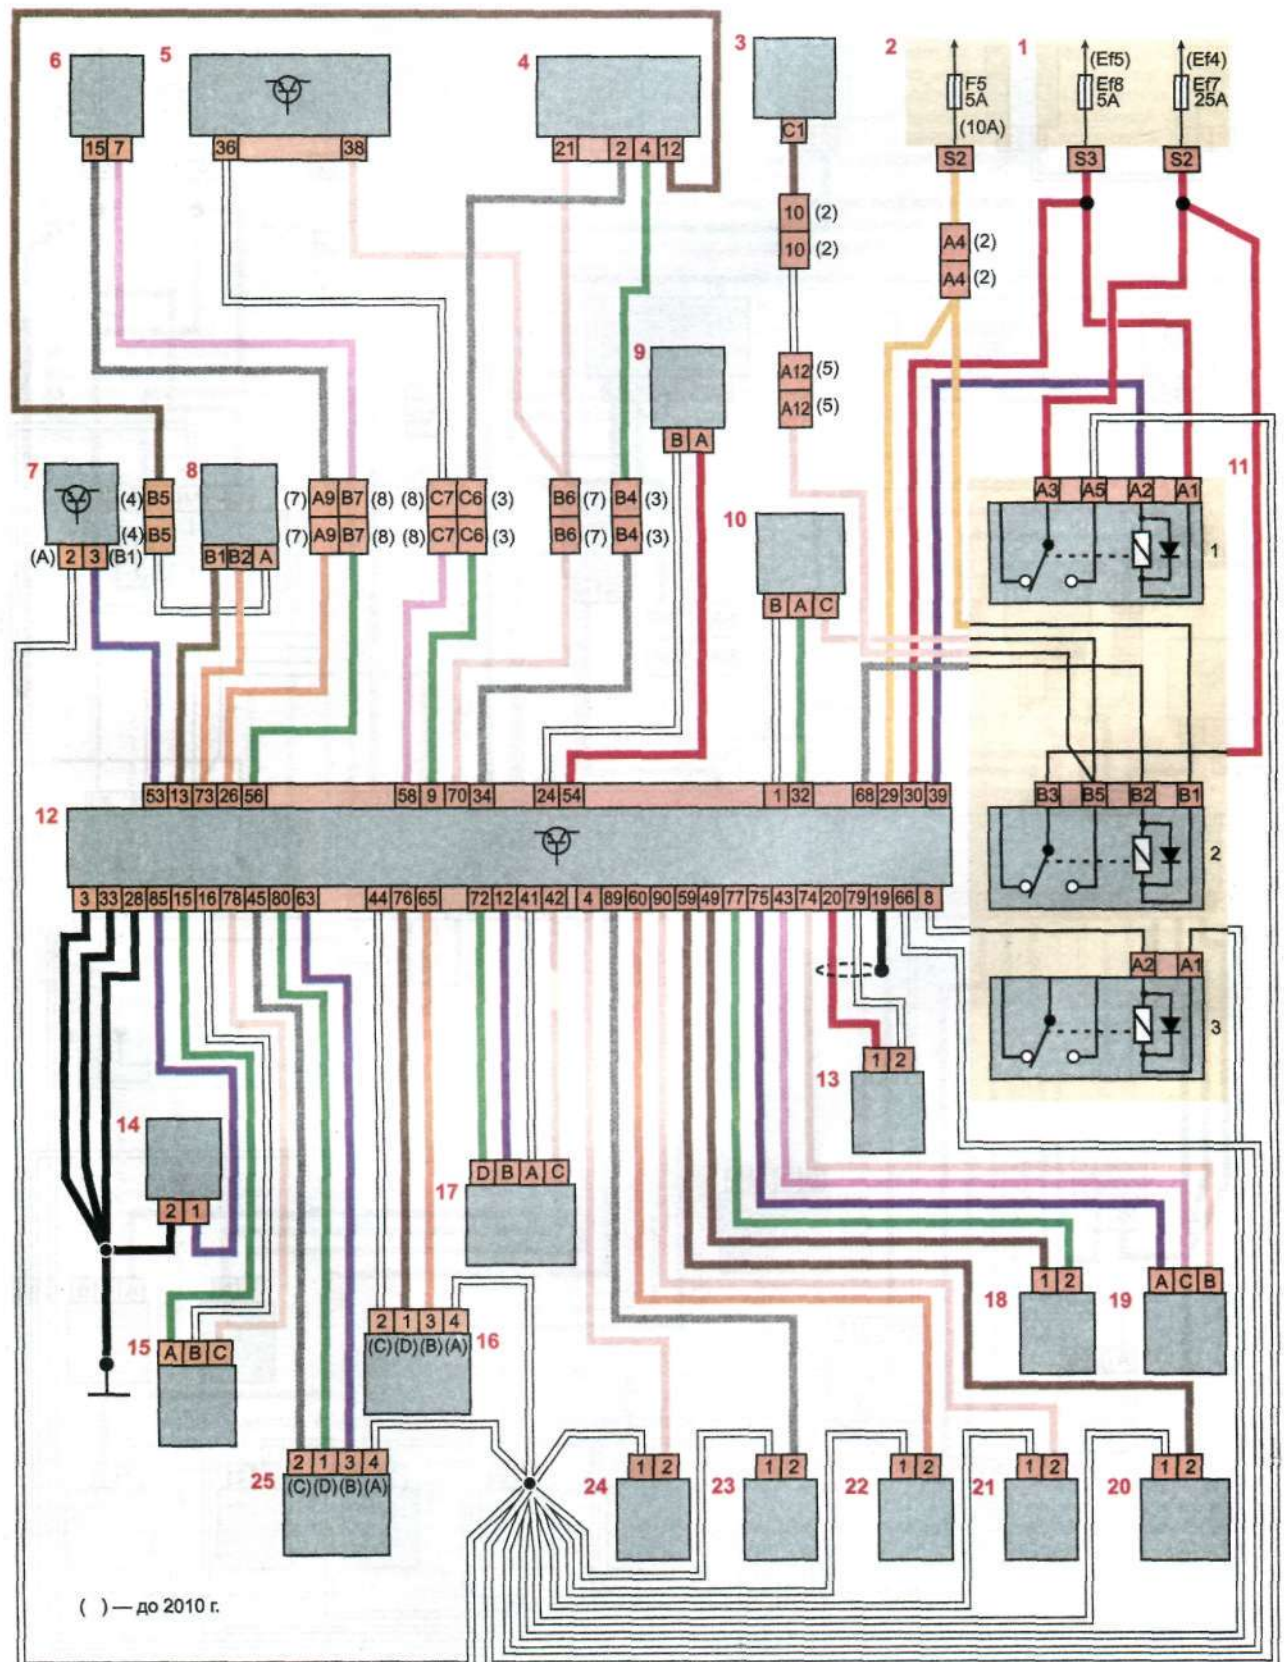 6 5 4 3 2 1
(Ef5) (Ef4)
F5 Ef8 Ef7
5A 5A 25A
(10A)
15 7 36 38 21 2 4 12 C1 S2 S3 S2
10 (2) A4 (2)
10 (2) A4 (2)
9 A12 (5)
A12 (5)
B A
7 8 11
(4) B5 (7) A9 B7 (8) (8) C7 C6 (3) B6 (7) B4 (3) A3 A5 A2 A1
(4) B5 (7) A9 B7 (8) (8) C7 C6 (3) B6 (7) B4 (3) 10
(A) 2 3 (B1) B1 B2 A 1
B A C
53 13 73 26 56 58 9 70 34 24 54 1 32 68 29 30 39 B3 B5 B2 B1
12 2
3 33 28 85 15 16 78 45 80 63 44 76 65 72 12 41 42 4 89 60 90 59 49 77 75 43 74 20 79 19 66 8
A2 A1
3
1 2
13
14
D B A C
17
2 1
1 2 A C B
18 19
2 1 3 4
(C) (D) (B) (A) 16
15 A B C
2 1 3 4
25 (C) (D) (B) (A)
1 2 1 2 1 2 1 2 1 2
24 23 22 21 20
( ) — до 2010 г.